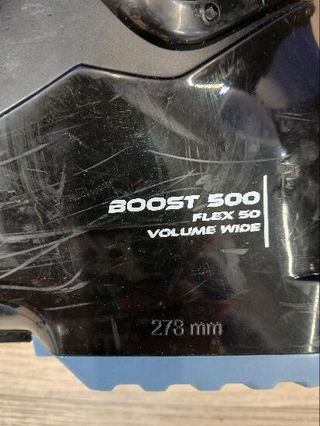 BOOST 500
FLEX 50
VOLUME WIDE
278 mm